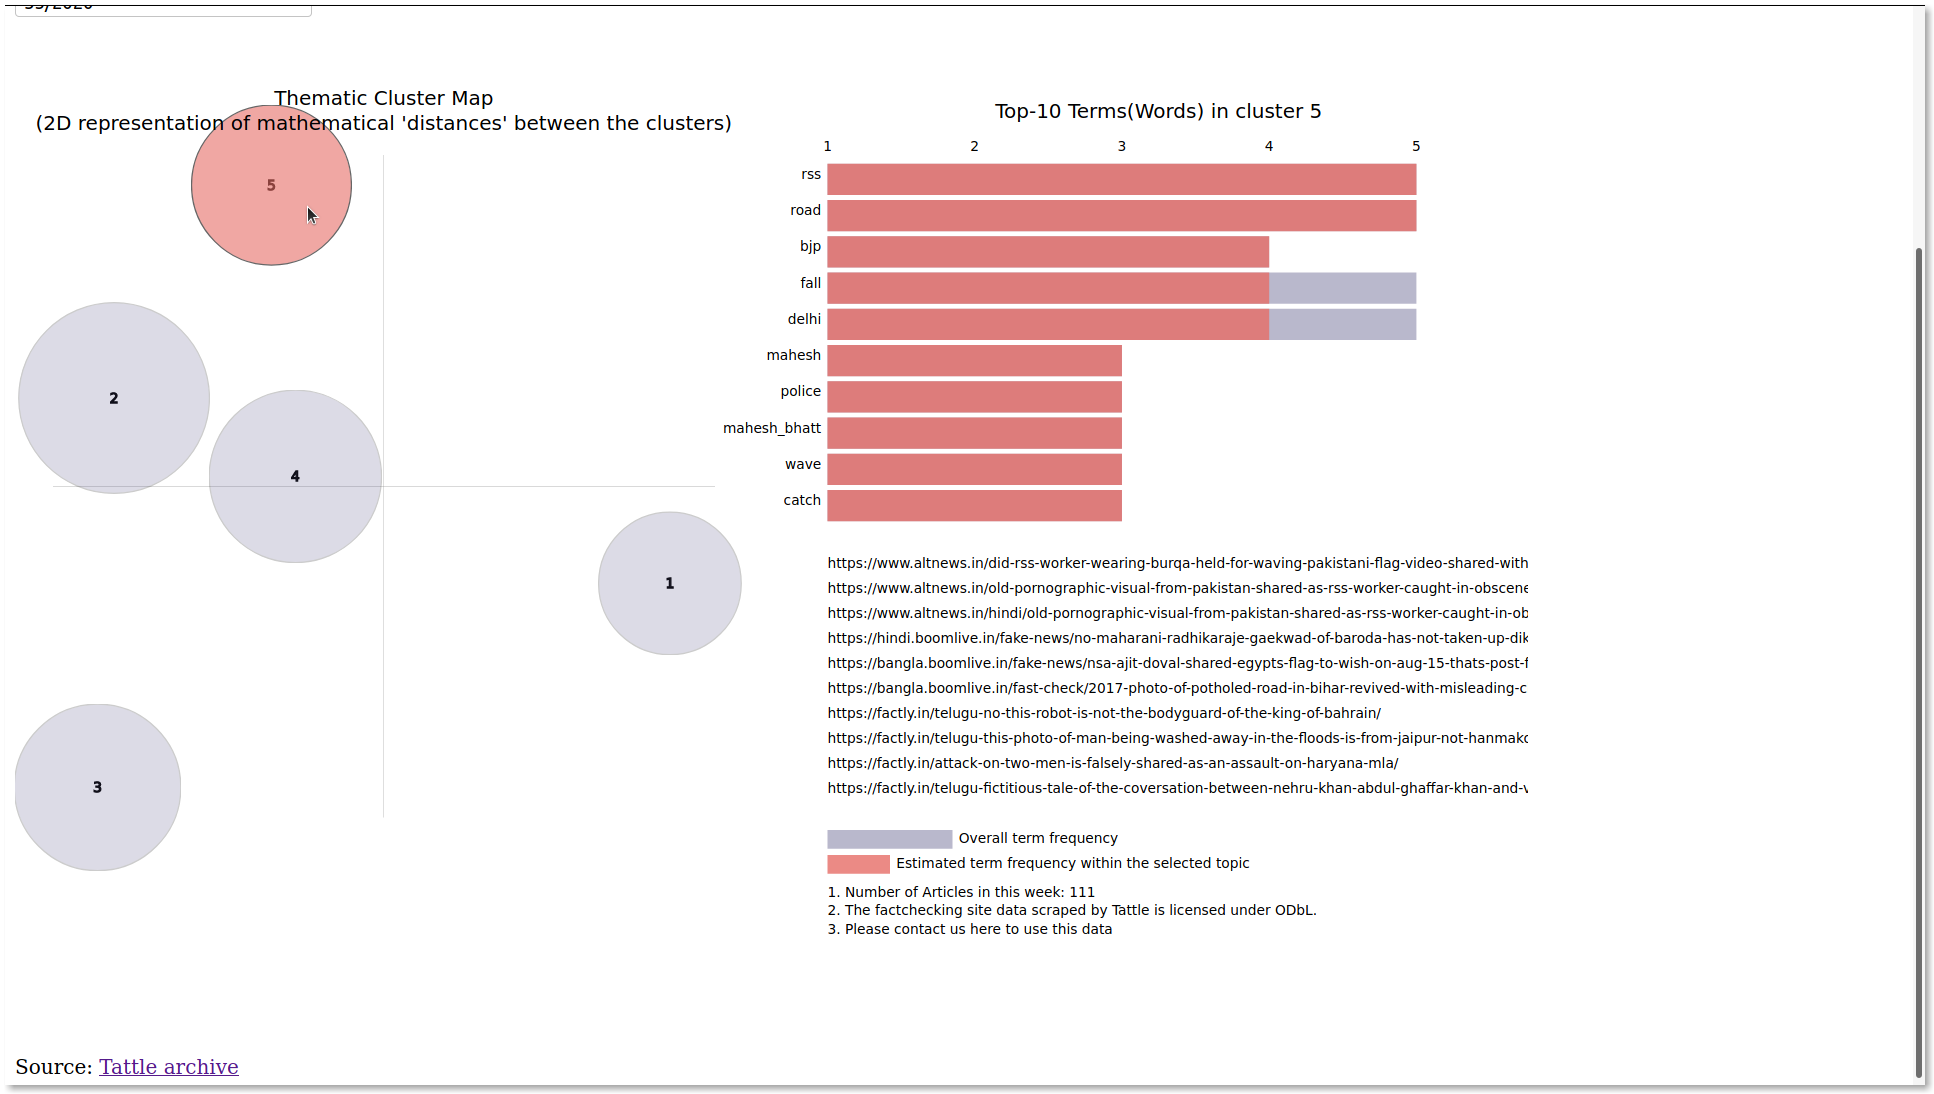 Thematic Cluster Map
(2D representation of mathematical 'distances' between the clusters)
5
2
4
1
3
Top-10 Terms(Words) in cluster 5
1 2 3 4 5
rss
road
bjp
fall
delhi
mahesh
police
mahesh_bhatt
wave
catch
https://www.altnews.in/did-rss-worker-wearing-burqa-held-for-waving-pakistani-flag-video-shared-with
https://www.altnews.in/old-pornographic-visual-from-pakistan-shared-as-rss-worker-caught-in-obscene
https://www.altnews.in/hindi/old-pornographic-visual-from-pakistan-shared-as-rss-worker-caught-in-ob
https://hindi.boomlive.in/fake-news/no-maharani-radhikaraje-gaekwad-of-baroda-has-not-taken-up-dik
https://bangla.boomlive.in/fake-news/nsa-ajit-doval-shared-egypts-flag-to-wish-on-aug-15-thats-post-f
https://bangla.boomlive.in/fast-check/2017-photo-of-potholed-road-in-bihar-revived-with-misleading-c
https://factly.in/telugu-no-this-robot-is-not-the-bodyguard-of-the-king-of-bahrain/
https://factly.in/telugu-this-photo-of-man-being-washed-away-in-the-floods-is-from-jaipur-not-hanmako
https://factly.in/attack-on-two-men-is-falsely-shared-as-an-assault-on-haryana-mla/
https://factly.in/telugu-fictitious-tale-of-the-coversation-between-nehru-khan-abdul-ghaffar-khan-and-v
Overall term frequency
Estimated term frequency within the selected topic
1. Number of Articles in this week: 111
2. The factchecking site data scraped by Tattle is licensed under ODbL.
3. Please contact us here to use this data
Source: Tattle archive